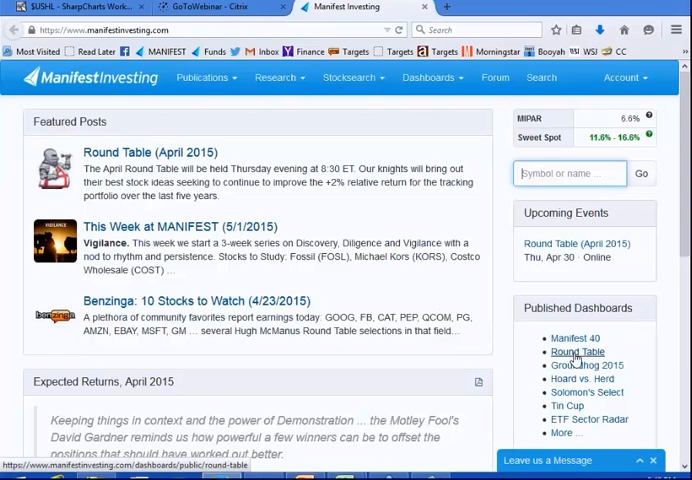 $USHL - SharpCharts Work...
GoToWebinar - Citrix
Manifest Investing
https://www.manifestinvesting.com
Search
Most Visited
Read Later
MANIFEST
Funds
Inbox
Finance
Targets
Targets
Morningstar
Booyah
WSJ
CC
ManifestInvesting
Publications
Research
Stocksearch
Dashboards
Forum
Search
Account
Featured Posts
Round Table (April 2015)
The April Round Table will be held Thursday evening at 8:30 ET. Our knights will bring out
their best stock ideas seeking to continue to improve the +2% relative return for the tracking
portfolio over the last five years.
VIGILANCE
This Week at MANIFEST (5/1/2015)
Vigilance. This week we start a 3-week series on Discovery, Diligence and Vigilance with a
nod to rhythm and persistence. Stocks to Study: Fossil (FOSL), Michael Kors (KORS), Costco
Wholesale (COST) ...
benzinga
Benzinga: 10 Stocks to Watch (4/23/2015)
A plethora of community favorites report earnings today: GOOG, FB, CAT, PEP, QCOM, PG,
AMZN, EBAY, MSFT, GM ... several Hugh McManus Round Table selections in that field...
Expected Returns, April 2015
Keeping things in context and the power of Demonstration ... the Motley Fool's
David Gardner reminds us how powerful a few winners can be to offset the
positions that should have worked out better.
MIPAR 6.6%
Sweet Spot 11.6% - 16.6%
Symbol or name ...
Go
Upcoming Events
Round Table (April 2015)
Thu, Apr 30 · Online
Published Dashboards
Manifest 40
Round Table
Groundhog 2015
Hoard vs. Herd
Solomon's Select
Tin Cup
ETF Sector Radar
More ...
Leave us a Message
https://www.manifestinvesting.com/dashboards/public/round-table